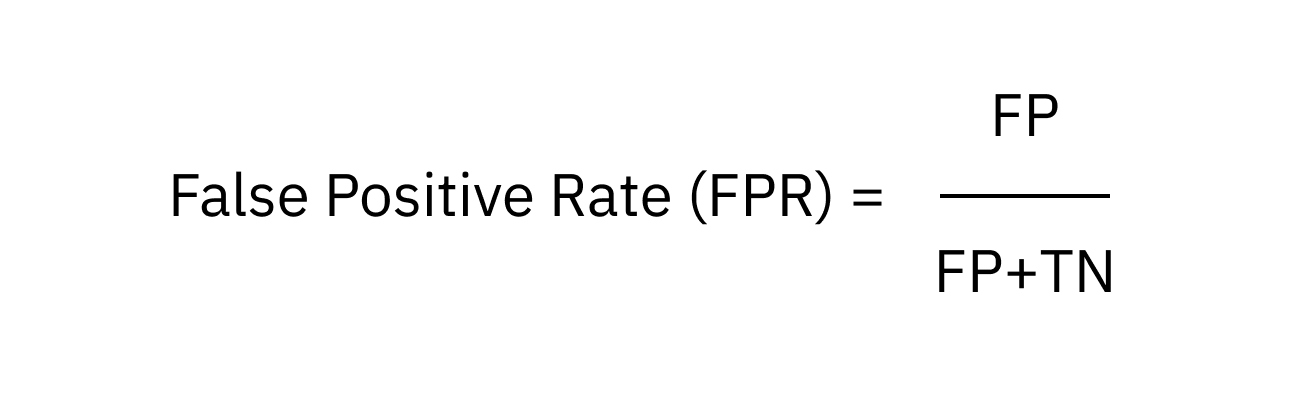 FP
False Positive Rate (FPR) =
FP+TN